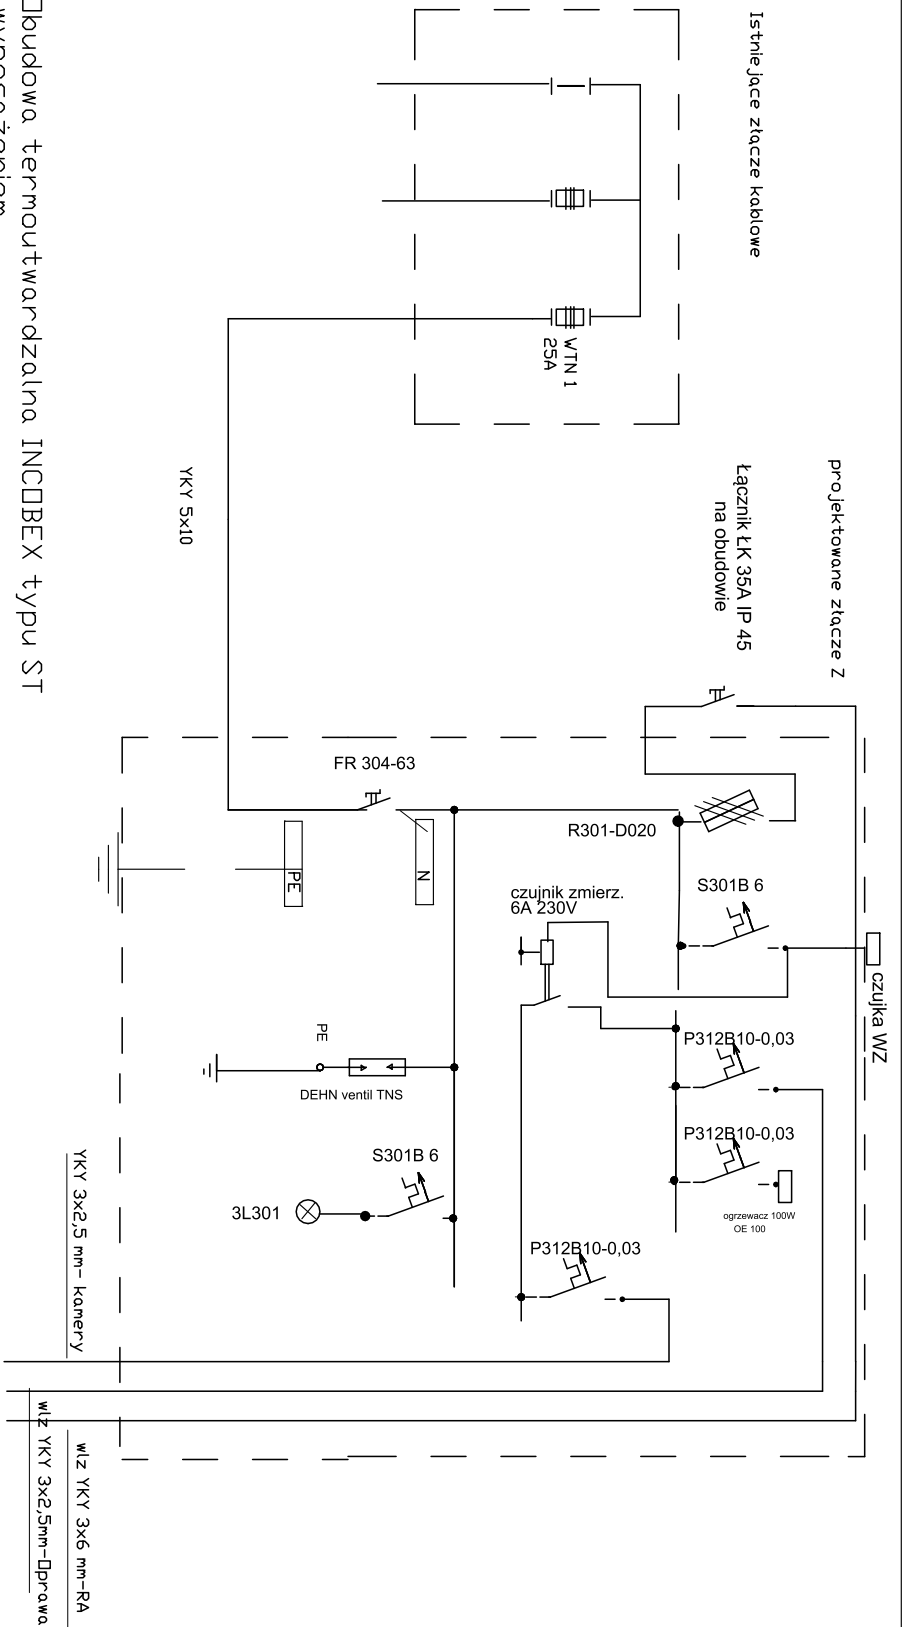 Istniejące złącze kablowe
WTN 1
25A
YKY 5x10
Obudowa termoutwardzalna INCOBEX typu ST
projektowane złącze Z
Łącznik ŁK 35A IP 45
na obudowie
FR 304-63
R301-D020
PE
N
S301B 6
czujnik zmierz.
6A 230V
czujka WZ
P312B10-0,03
PE
DEHN ventil TNS
P312B10-0,03
S301B 6
3L301
ogrzewacz 100W
OE 100
P312B10-0,03
YKY 3x2,5 mm- kamery
wlz YKY 3x6 mm-RA
wlz YKY 3x2,5mm-Oprawa